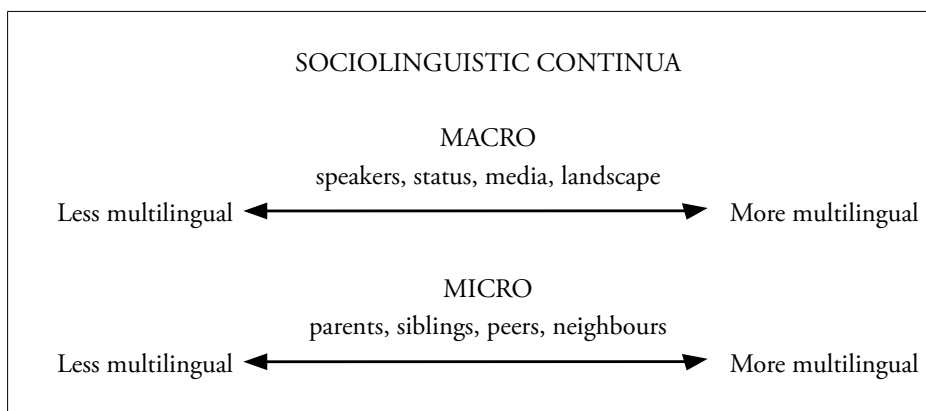 SOCIOLINGUISTIC CONTINUA
MACRO
speakers, status, media, landscape
Less multilingual More multilingual
MICRO
parents, siblings, peers, neighbours
Less multilingual More multilingual